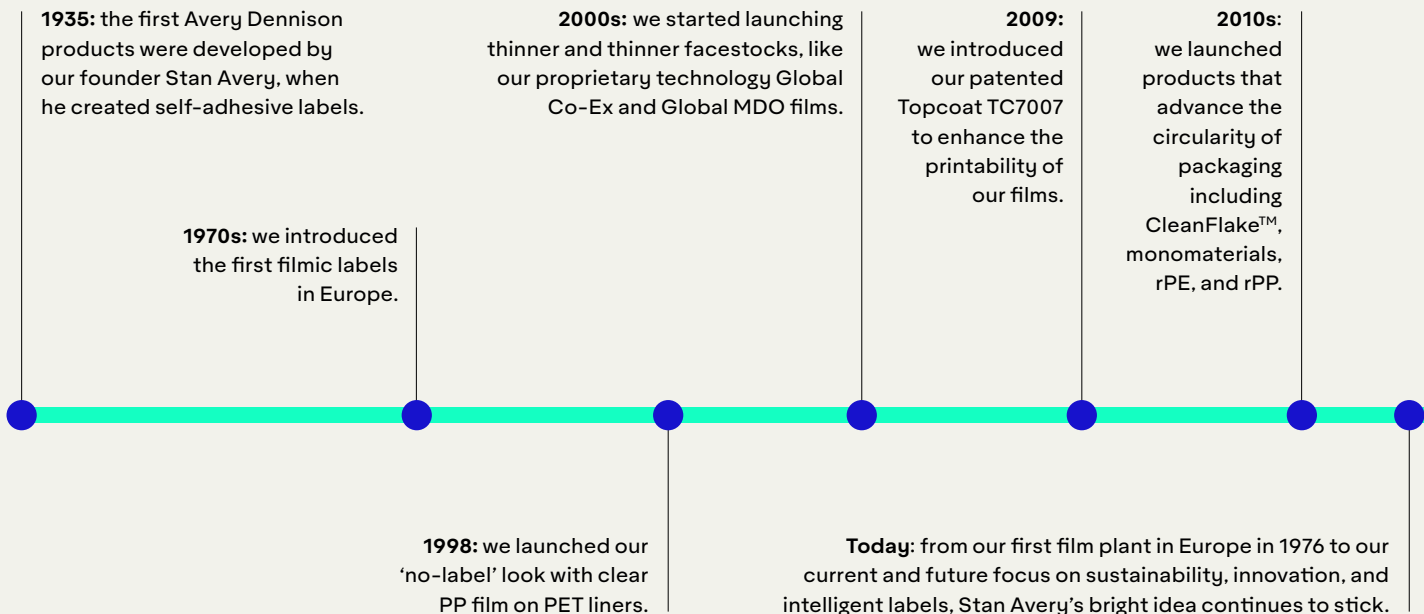 1935: the first Avery Dennison
products were developed by
our founder Stan Avery, when
he created self-adhesive labels.
1970s: we introduced
the first filmic labels
in Europe.
1998: we launched our
‘no-label’ look with clear
PP film on PET liners.
2000s: we started launching
thinner and thinner facestocks, like
our proprietary technology Global
Co-Ex and Global MDO films.
2009:
we introduced
our patented
Topcoat TC7007
to enhance the
printability of
our films.
2010s:
we launched
products that
advance the
circularity of
packaging
including
CleanFlake™,
monomaterials,
rPE, and rPP.
Today: from our first film plant in Europe in 1976 to our
current and future focus on sustainability, innovation, and
intelligent labels, Stan Avery’s bright idea continues to stick.